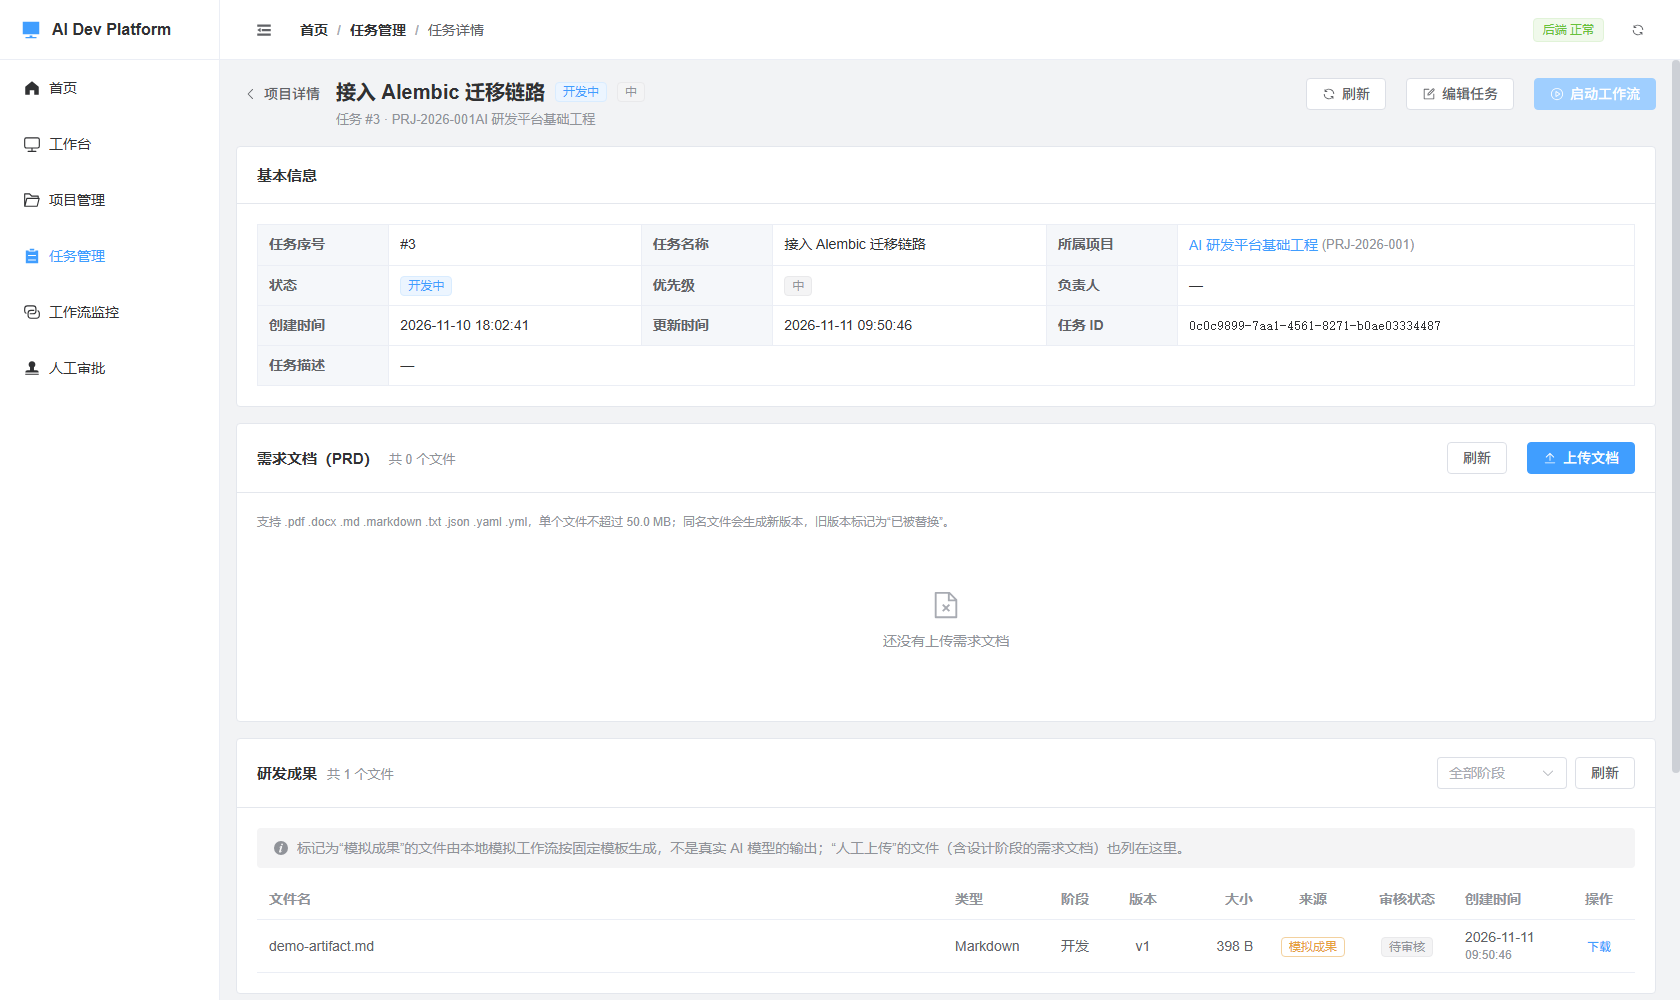 AI Dev Platform
首页 / 任务管理 / 任务详情
后端 正常
首页
工作台
项目管理
任务管理
工作流监控
人工审批
项目详情 接入 Alembic 迁移链路 开发中 中
任务 #3 · PRJ-2026-001AI 研发平台基础工程
刷新 编辑任务 启动工作流
基本信息
任务序号 #3 任务名称 接入 Alembic 迁移链路 所属项目 AI 研发平台基础工程 (PRJ-2026-001)
状态 开发中 优先级 中 负责人 —
创建时间 2026-11-10 18:02:41 更新时间 2026-11-11 09:50:46 任务 ID 0c0c9899-7aa1-4561-8271-b0ae03334487
任务描述 —
需求文档（PRD） 共 0 个文件 刷新 上传文档
支持 .pdf .docx .md .markdown .txt .json .yaml .yml，单个文件不超过 50.0 MB；同名文件会生成新版本，旧版本标记为“已被替换”。
还没有上传需求文档
研发成果 共 1 个文件 全部阶段 刷新
标记为“模拟成果”的文件由本地模拟工作流按固定模板生成，不是真实 AI 模型的输出；“人工上传”的文件（含设计阶段的需求文档）也列在这里。
文件名 类型 阶段 版本 大小 来源 审核状态 创建时间 操作
demo-artifact.md Markdown 开发 v1 398 B 模拟成果 待审核 2026-11-11 下载
09:50:46